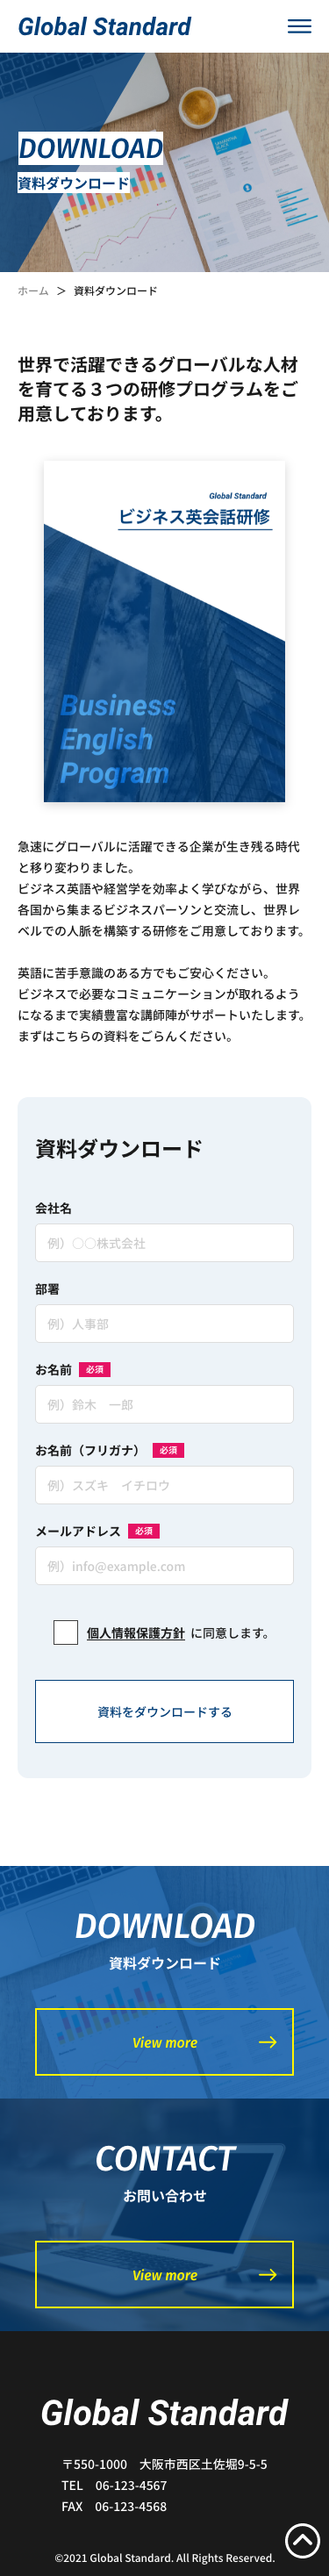 Global Standard
DOWNLOAD
資料ダウンロード
ホーム ＞ 資料ダウンロード
世界で活躍できるグローバルな人材
を育てる３つの研修プログラムをご
用意しております。
Global Standard
ビジネス英会話研修
Business
English
Program
急速にグローバルに活躍できる企業が生き残る時代
と移り変わりました。
ビジネス英語や経営学を効率よく学びながら、世界
各国から集まるビジネスパーソンと交流し、世界レ
ベルでの人脈を構築する研修をご用意しております。
英語に苦手意識のある方でもご安心ください。
ビジネスで必要なコミュニケーションが取れるよう
になるまで実績豊富な講師陣がサポートいたします。
まずはこちらの資料をごらんください。
資料ダウンロード
会社名
例）〇〇株式会社
部署
例）人事部
お名前 必須
例）鈴木　一郎
お名前（フリガナ） 必須
例）スズキ　イチロウ
メールアドレス 必須
例）info@example.com
個人情報保護方針 に同意します。
資料をダウンロードする
DOWNLOAD
資料ダウンロード
View more
CONTACT
お問い合わせ
View more
Global Standard
〒550-1000　大阪市西区土佐堀9-5-5
TEL　06-123-4567
FAX　06-123-4568
©2021 Global Standard. All Rights Reserved.